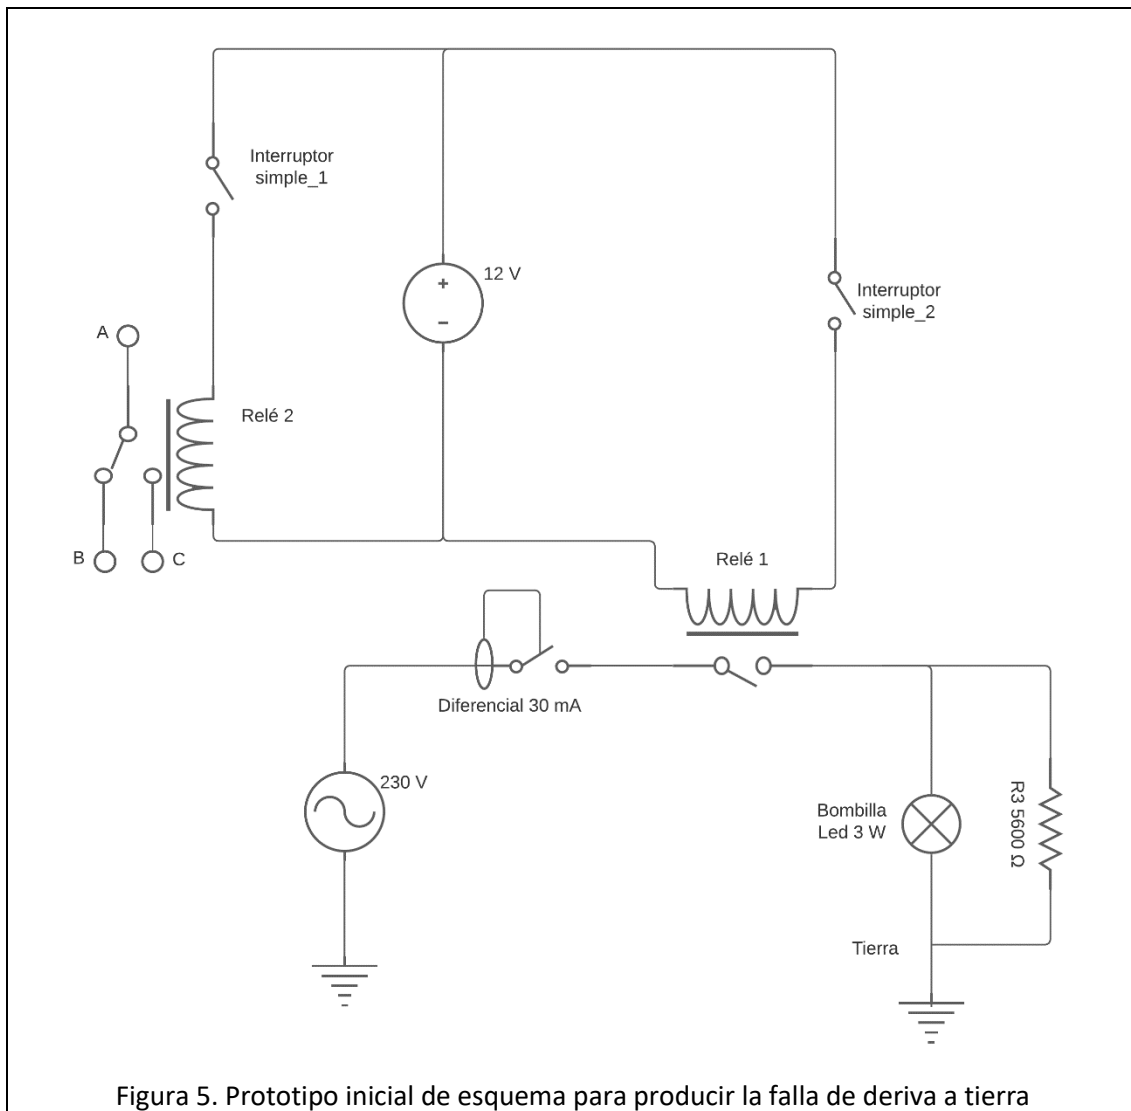 Interruptor
simple_1
12 V
+
−
Interruptor
simple_2
A
Relé 2
B
C
Relé 1
Diferencial 30 mA
230 V
Bombilla
Led 3 W
R3 5600 Ω
Tierra
Figura 5. Prototipo inicial de esquema para producir la falla de deriva a tierra